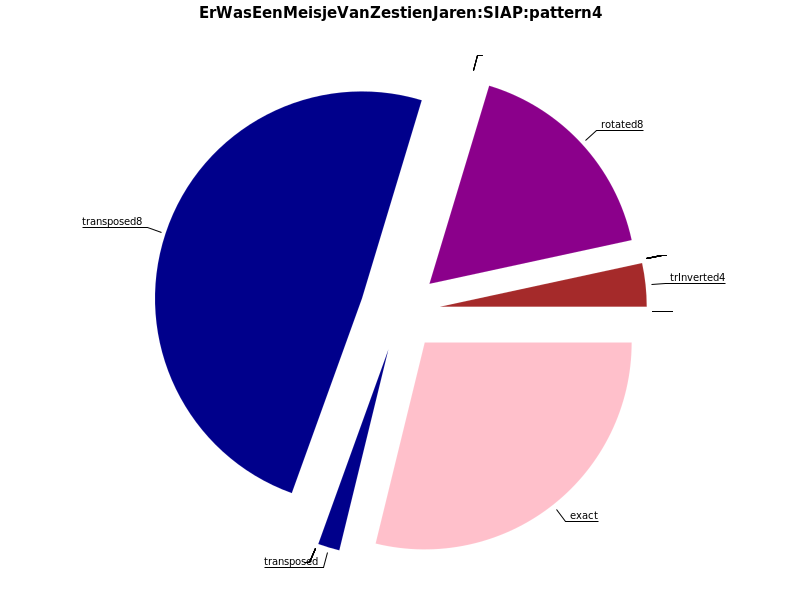 ErWasEenMeisjeVanZestienJaren:SIAP:pattern4
rotated8
transposed8
trInverted4
exact
transposed